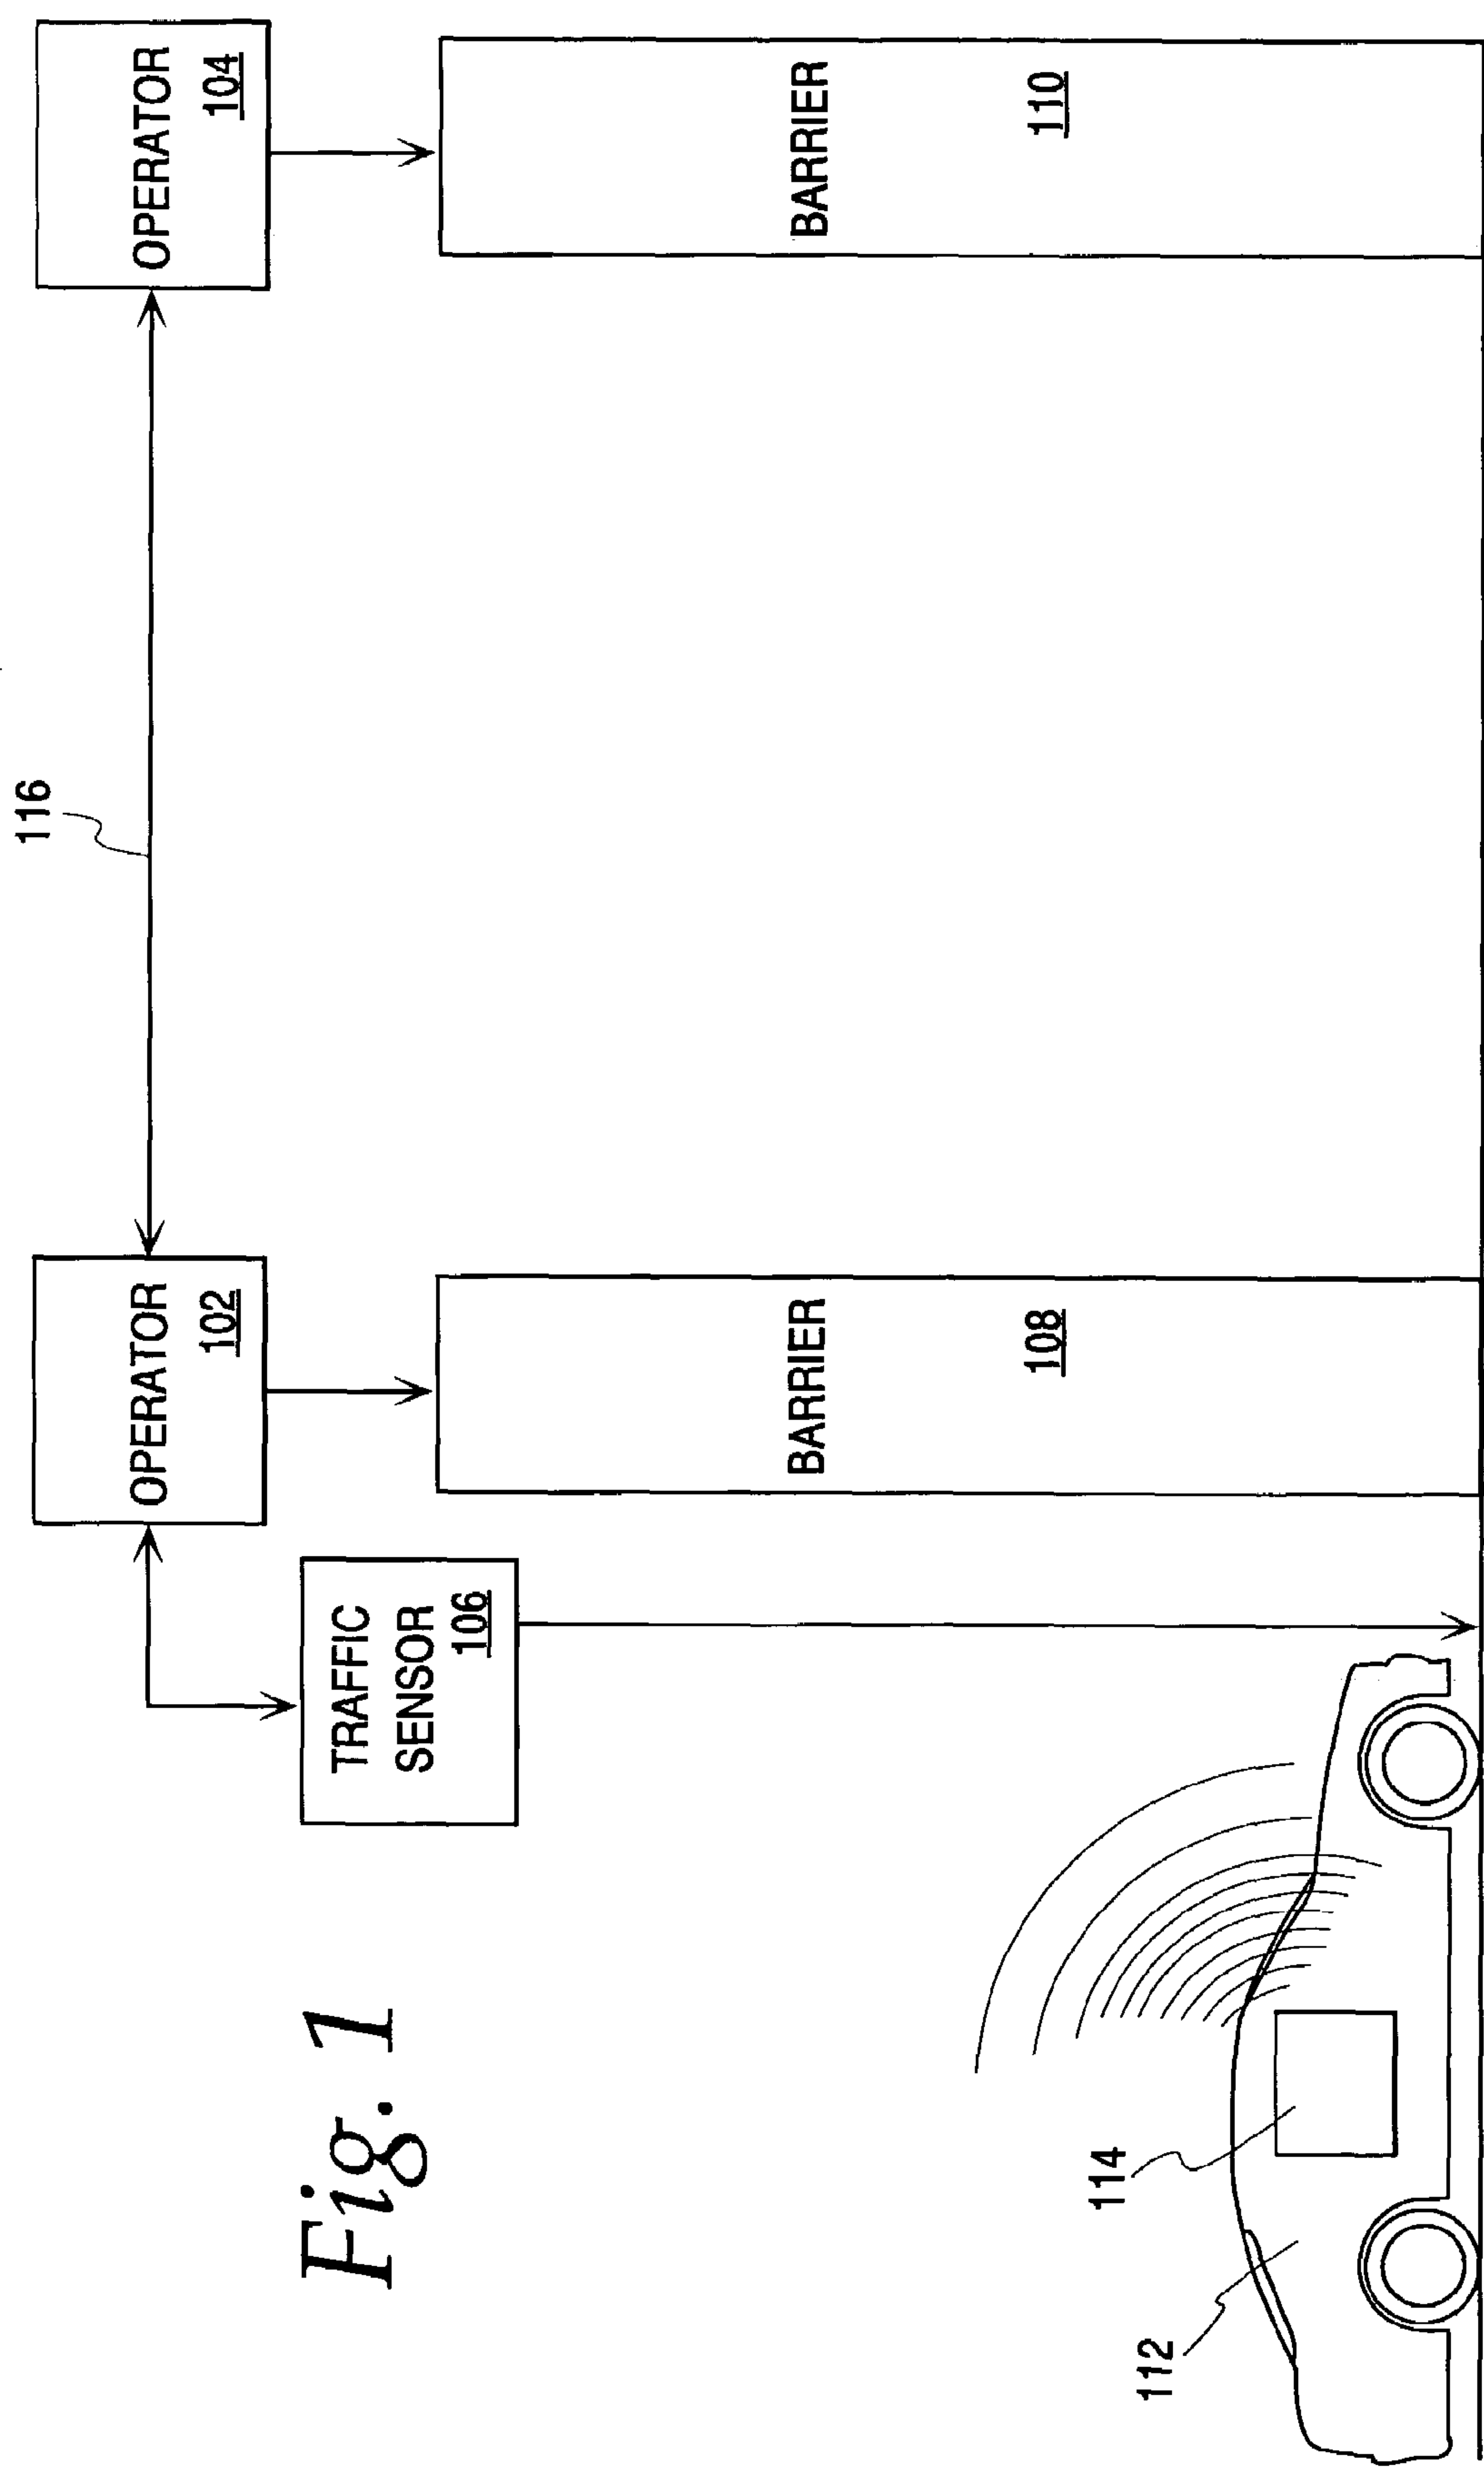 116
OPERATOR
102
OPERATOR
104
TRAFFIC
SENSOR
106
Fig. 1
BARRIER
108
BARRIER
110
114
112